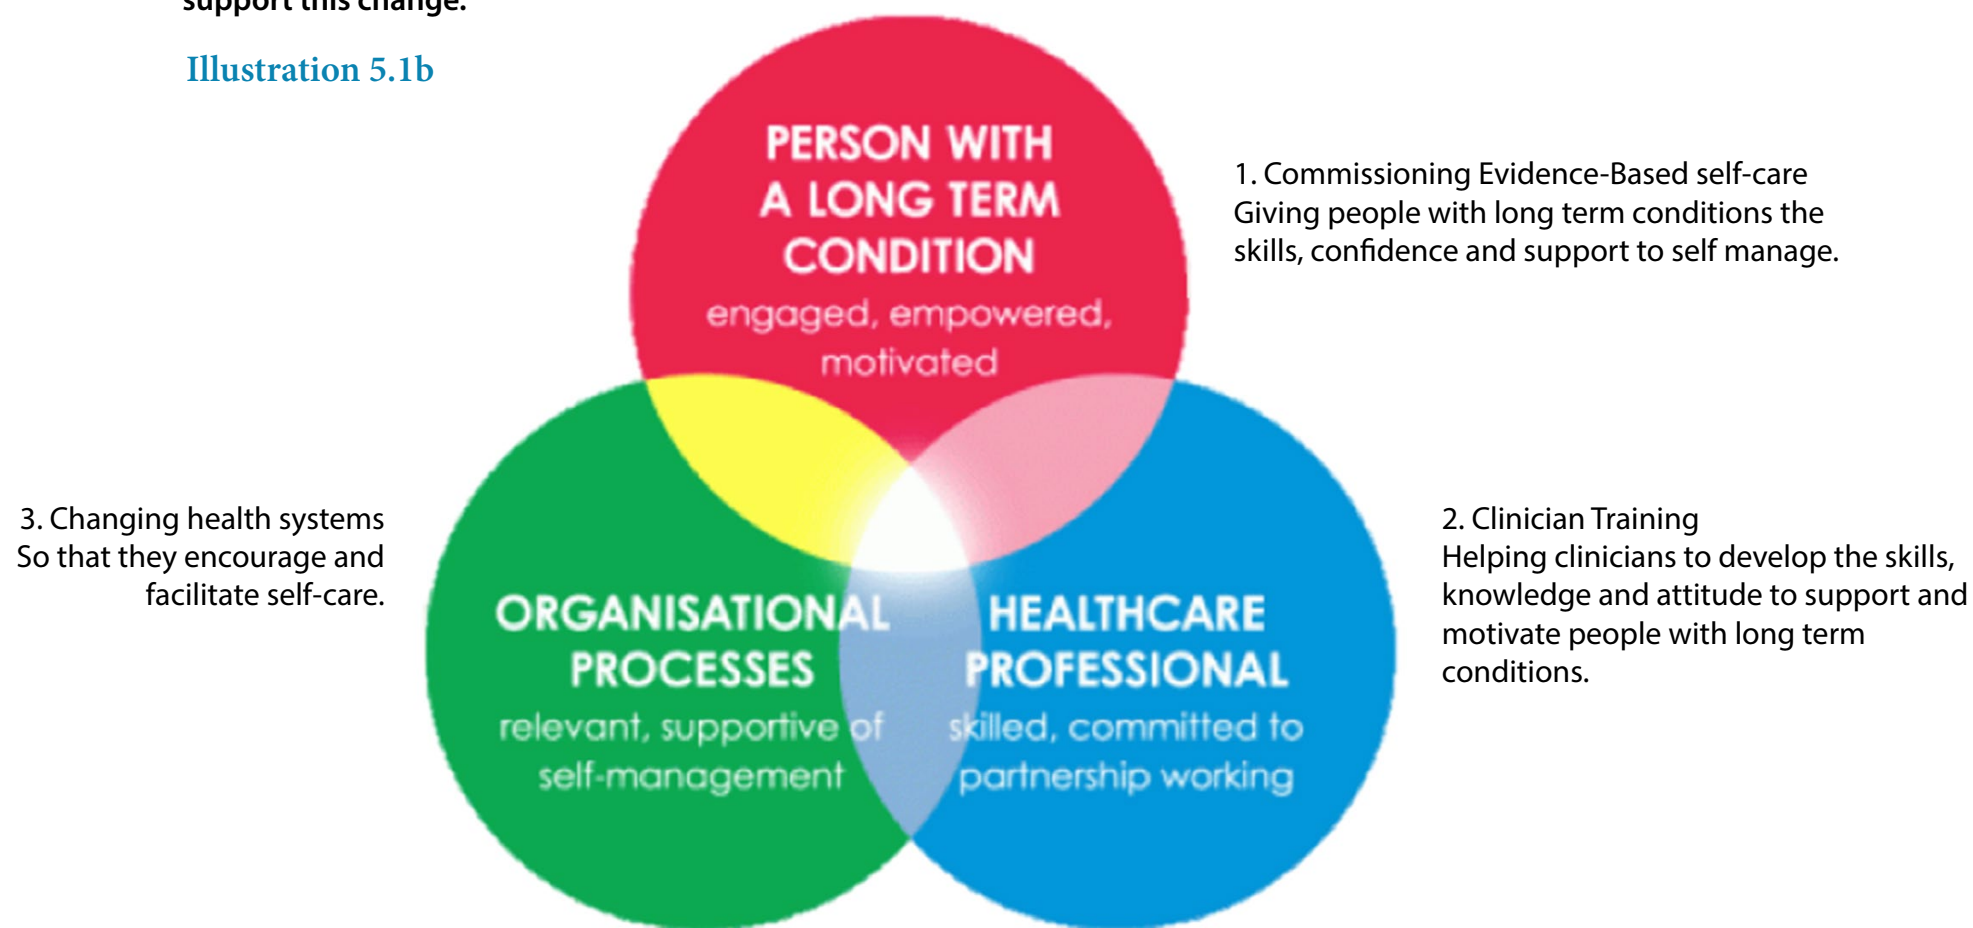 support this change.
Illustration 5.1b
PERSON WITH
A LONG TERM
CONDITION
engaged, empowered,
motivated
1. Commissioning Evidence-Based self-care
Giving people with long term conditions the
skills, confidence and support to self manage.
3. Changing health systems
So that they encourage and
facilitate self-care.
ORGANISATIONAL
PROCESSES
relevant, supportive of
self-management
HEALTHCARE
PROFESSIONAL
skilled, committed to
partnership working
2. Clinician Training
Helping clinicians to develop the skills,
knowledge and attitude to support and
motivate people with long term
conditions.